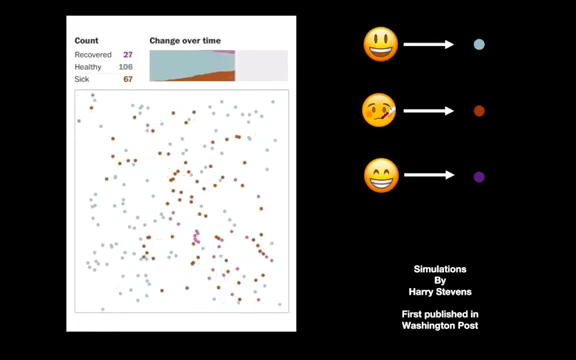 Count
Change over time
Recovered 27
Healthy 106
Sick 67
Simulations
By
Harry Stevens
First published in
Washington Post